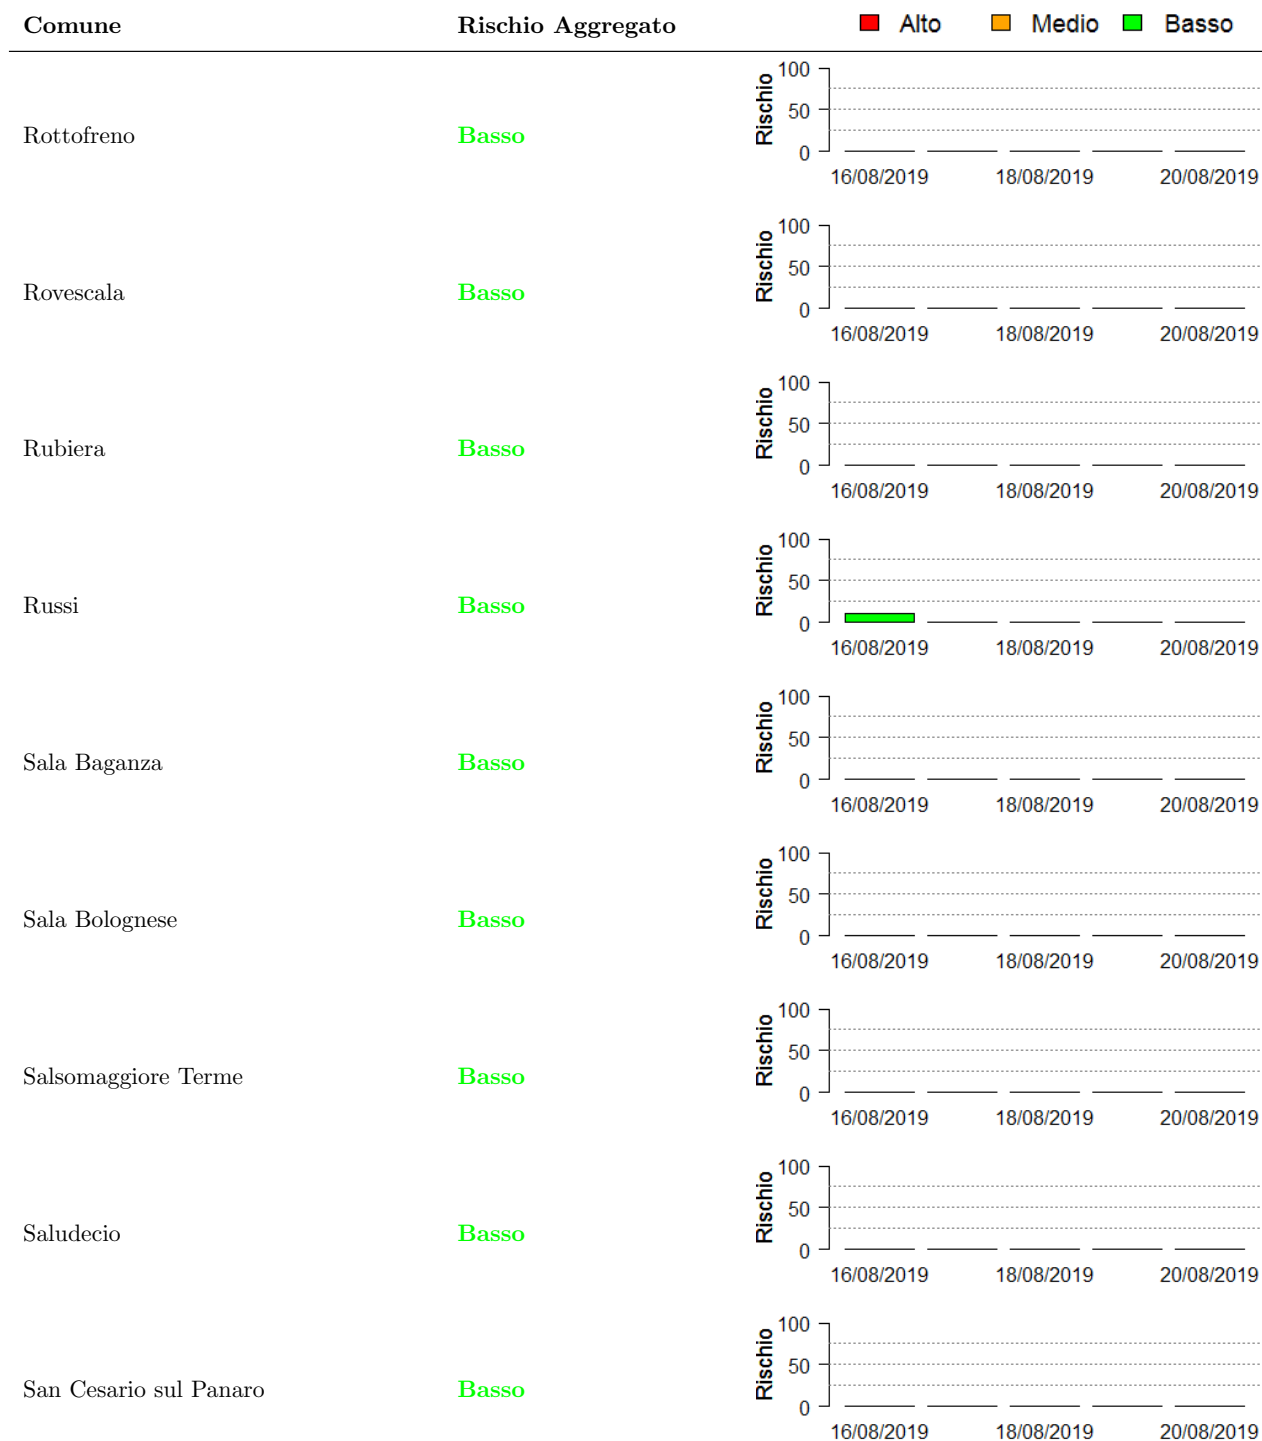 Comune Rischio Aggregato Alto Medio Basso
100
50
0
Rischio
Rottofreno Basso
16/08/2019 18/08/2019 20/08/2019
100
50
0
Rischio
Rovescala Basso
16/08/2019 18/08/2019 20/08/2019
100
50
0
Rischio
Rubiera Basso
16/08/2019 18/08/2019 20/08/2019
100
50
0
Rischio
Russi Basso
16/08/2019 18/08/2019 20/08/2019
100
50
0
Rischio
Sala Baganza Basso
16/08/2019 18/08/2019 20/08/2019
100
50
0
Rischio
Sala Bolognese Basso
16/08/2019 18/08/2019 20/08/2019
100
50
0
Rischio
Salsomaggiore Terme Basso
16/08/2019 18/08/2019 20/08/2019
100
50
0
Rischio
Saludecio Basso
16/08/2019 18/08/2019 20/08/2019
100
50
0
Rischio
San Cesario sul Panaro Basso
16/08/2019 18/08/2019 20/08/2019